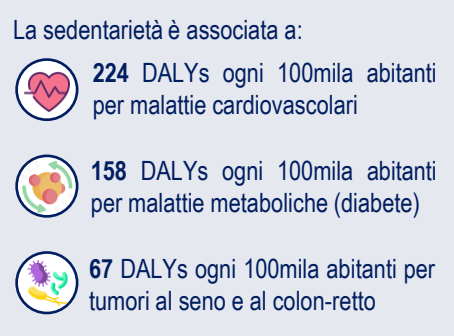 La sedentarietà è associata a:
224 DALYs ogni 100mila abitanti
per malattie cardiovascolari
158 DALYs ogni 100mila abitanti
per malattie metaboliche (diabete)
67 DALYs ogni 100mila abitanti per
tumori al seno e al colon-retto